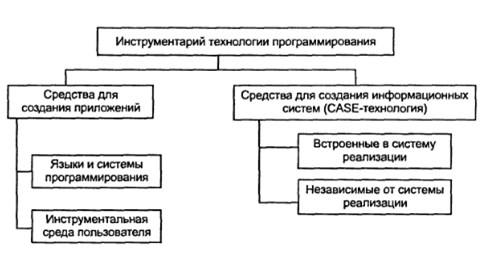 Инструментарий технологии программирования
Средства для
создания приложений
Средства для создания информационных
систем (CASE-технология)
Языки и системы
программирования
Инструментальная
среда пользователя
Встроенные в систему
реализации
Независимые от системы
реализации